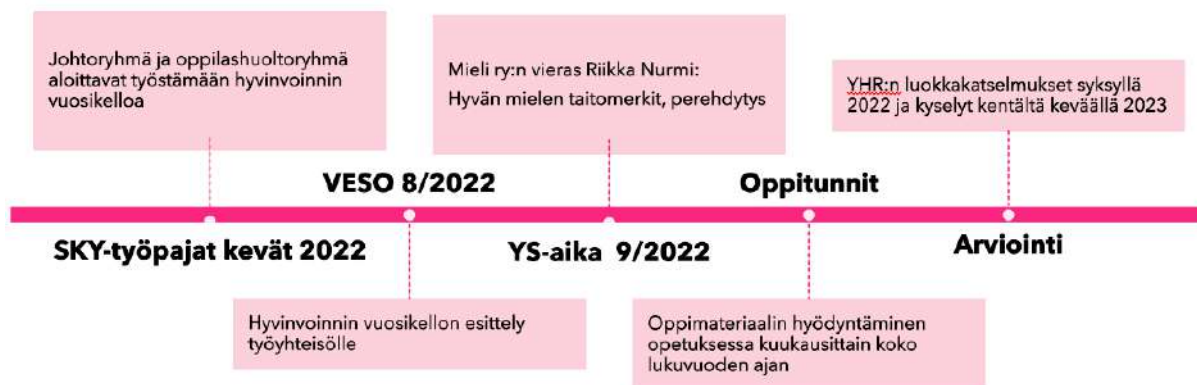 Johtoryhmä ja oppilashuoltoryhmä
aloittavat työstämään hyvinvoinnin
vuosikelloa
Mieli ry:n vieras Riikka Nurmi:
Hyvän mielen taitomerkit, perehdytys
YHR:n luokkakatselmukset syksyllä
2022 ja kyselyt kentältä keväällä 2023
VESO 8/2022
Oppitunnit
SKY-työpajat kevät 2022
YS-aika 9/2022
Arviointi
Hyvinvoinnin vuosikellon esittely
työyhteisölle
Oppimateriaalin hyödyntäminen
opetuksessa kuukausittain koko
lukuvuoden ajan